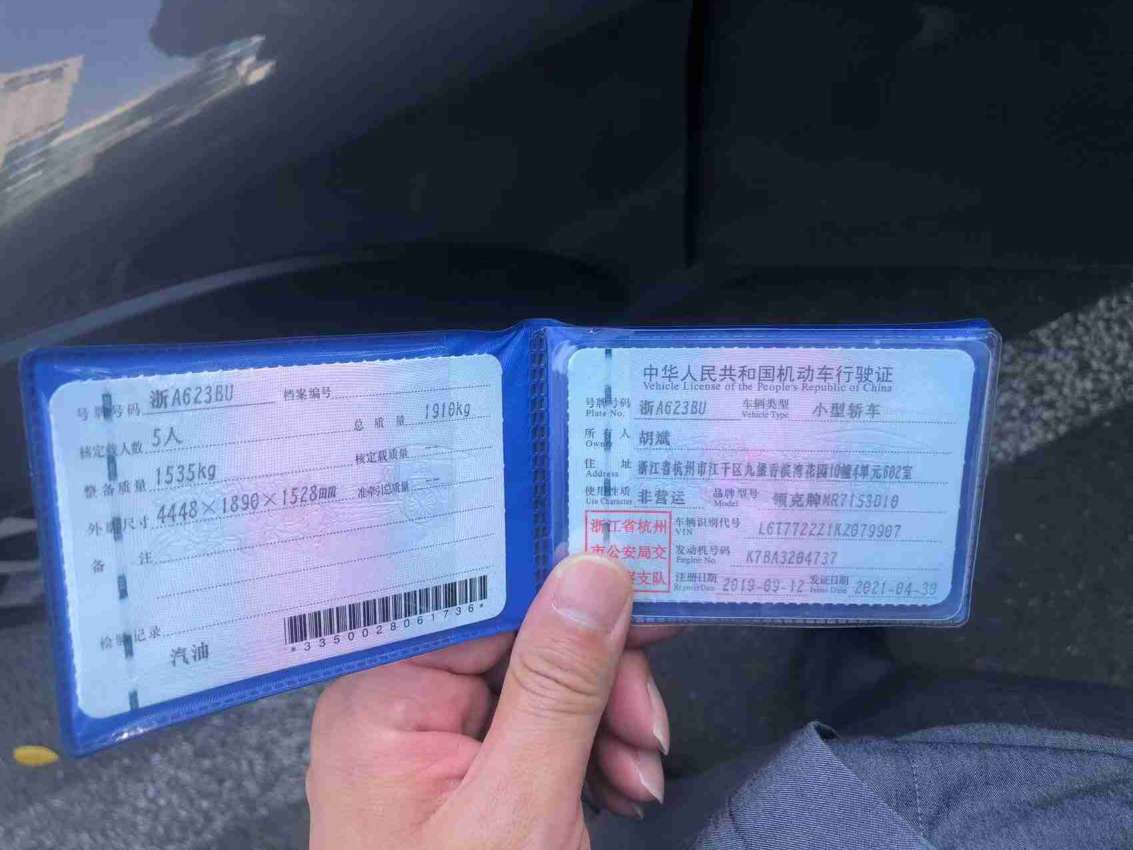 号牌号码 浙A623BU 档案编号
核定载人数 5人 总质量 1910kg
整备质量 1535kg 核定载质量
外廓尺寸 4448×1890×1528mm 准牵引总质量 --
备注
检验记录
汽油
*3350028061736*
中华人民共和国机动车行驶证
Vehicle License of the People's Republic of China
号牌号码 浙A623BU 车辆类型 小型轿车
Plate No. Vehicle Type
所有人 胡斌
Owner
住址 浙江省杭州市江干区九堡香滨湾花园10幢4单元602室
Address
使用性质 非营运 品牌型号 领克牌MR7153D10
Use Character Model
浙江省杭州
市公安局交
支队
车辆识别代号 L6T7722Z1KZ079907
VIN
发动机号码 K7BA3204737
Engine No.
注册日期 2019-09-12 发证日期 2021-04-30
Register Date Issue Date